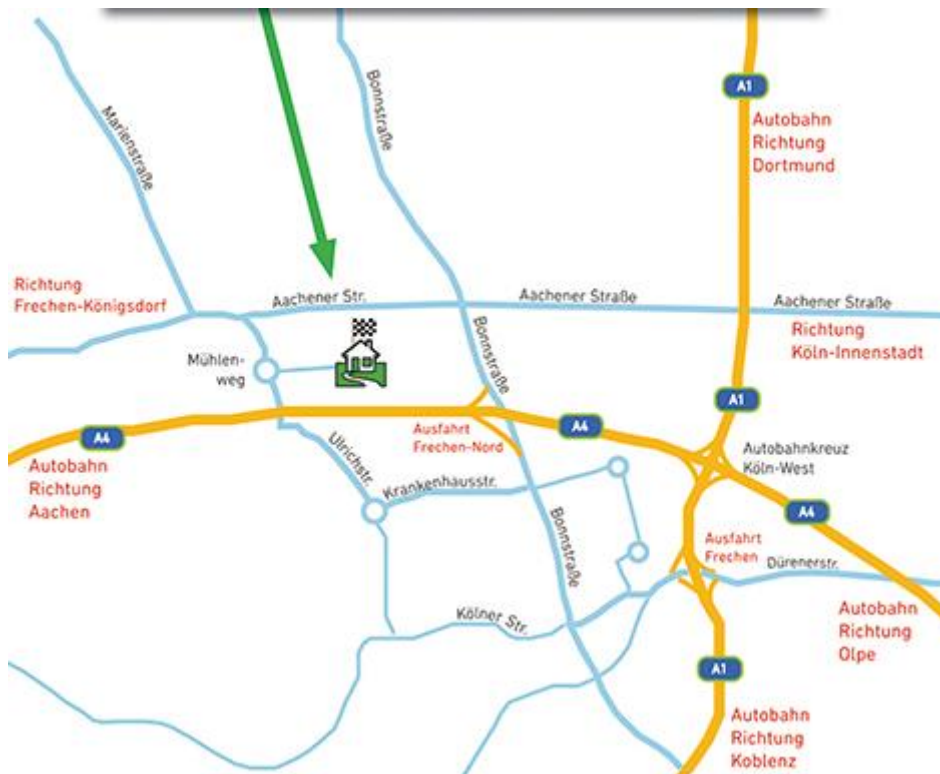 A1
Bonnstraße
Marienstraße
Autobahn
Richtung
Dortmund
Richtung
Frechen-Königsdorf
Aachener Str.
Aachener Straße
Aachener Straße
Richtung
Köln-Innenstadt
Bonnstraße
Mühlen-
weg
A1
A4
Ausfahrt
Frechen-Nord
A4
Autobahnkreuz
Köln-West
Autobahn
Richtung
Aachen
Ulrichstr.
Krankenhausstr.
A4
Bonnstraße
Ausfahrt
Frechen
Dürenerstr.
Kölner Str.
Autobahn
Richtung
Olpe
A1
Autobahn
Richtung
Koblenz